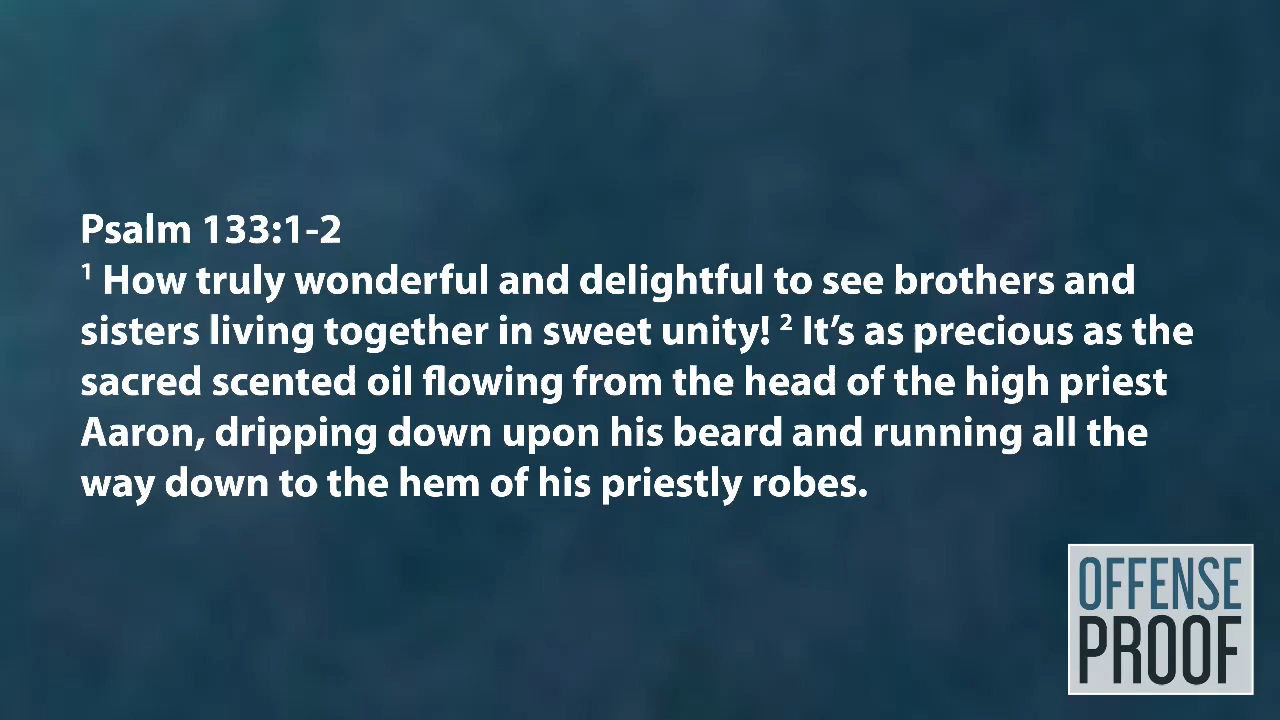 Psalm 133:1-2
¹ How truly wonderful and delightful to see brothers and
sisters living together in sweet unity! ² It’s as precious as the
sacred scented oil flowing from the head of the high priest
Aaron, dripping down upon his beard and running all the
way down to the hem of his priestly robes.
OFFENSE
PROOF